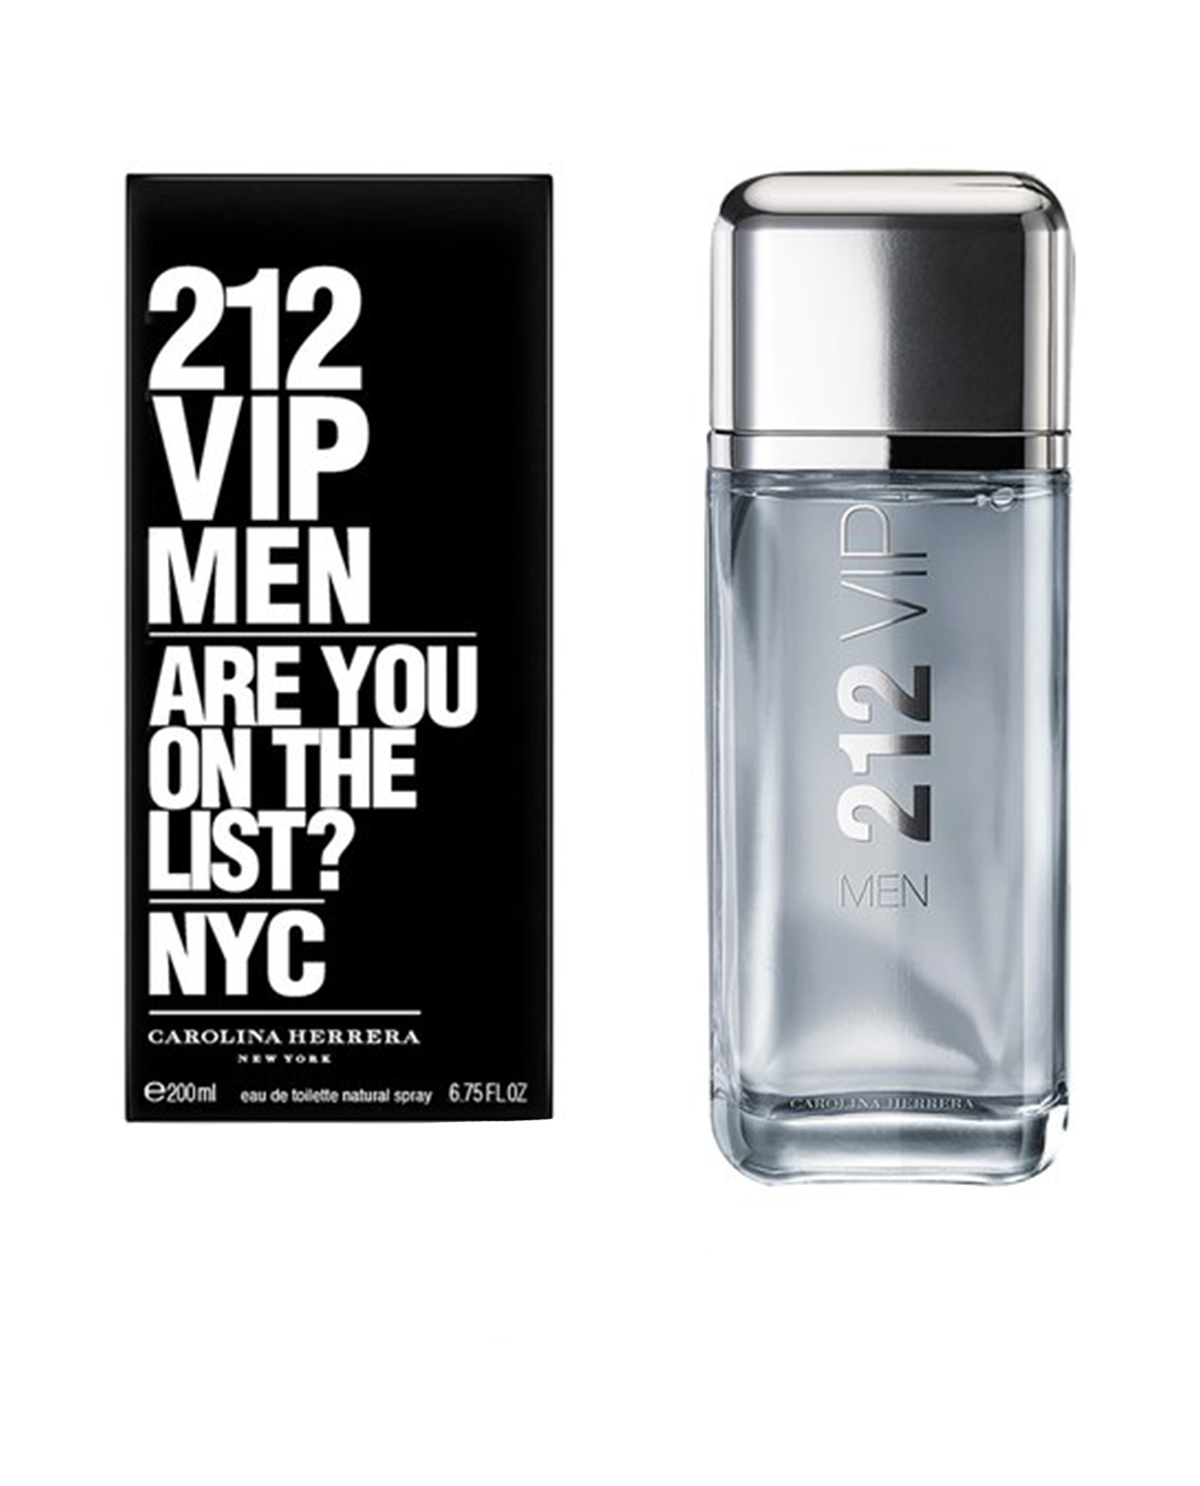 212
VIP
MEN
ARE YOU
ON THE
LIST?
NYC
CAROLINA HERRERA
NEW YORK
℮200ml eau de toilette natural spray 6.75 FL OZ
212 VIP
MEN
CAROLINA HERRERA